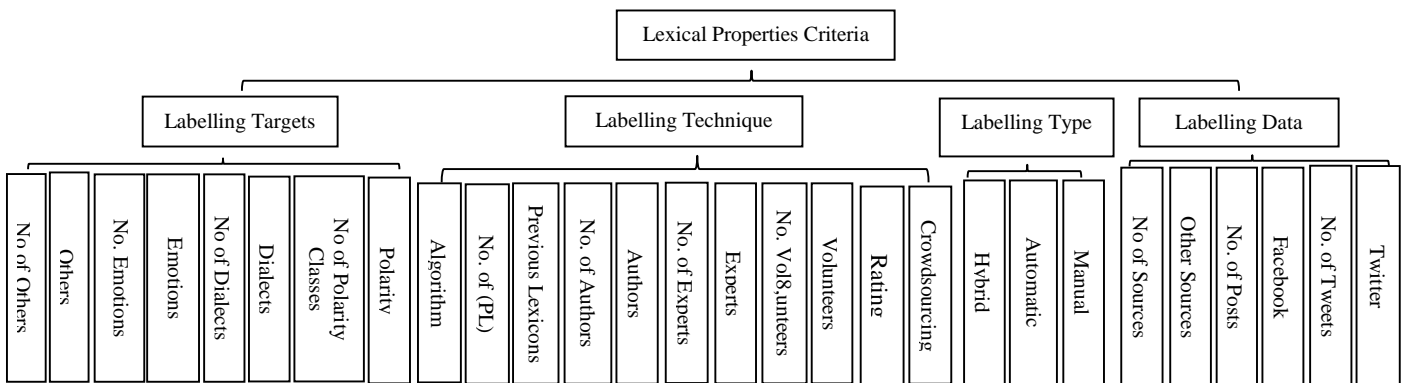 Lexical Properties Criteria
Labelling Targets
Labelling Technique
Labelling Type
Labelling Data
No of Others
Others
No. Emotions
Emotions
No of Dialects
Dialects
No of Polarity
Classes
Polarity
Algorithm
No. of (PL)
Previous Lexicons
No. of Authors
Authors
No. of Experts
Experts
No. Vol8,unteers
Volunteers
Rating
Crowdsourcing
Hybrid
Automatic
Manual
No of Sources
Other Sources
No. of Posts
Facebook
No. of Tweets
Twitter